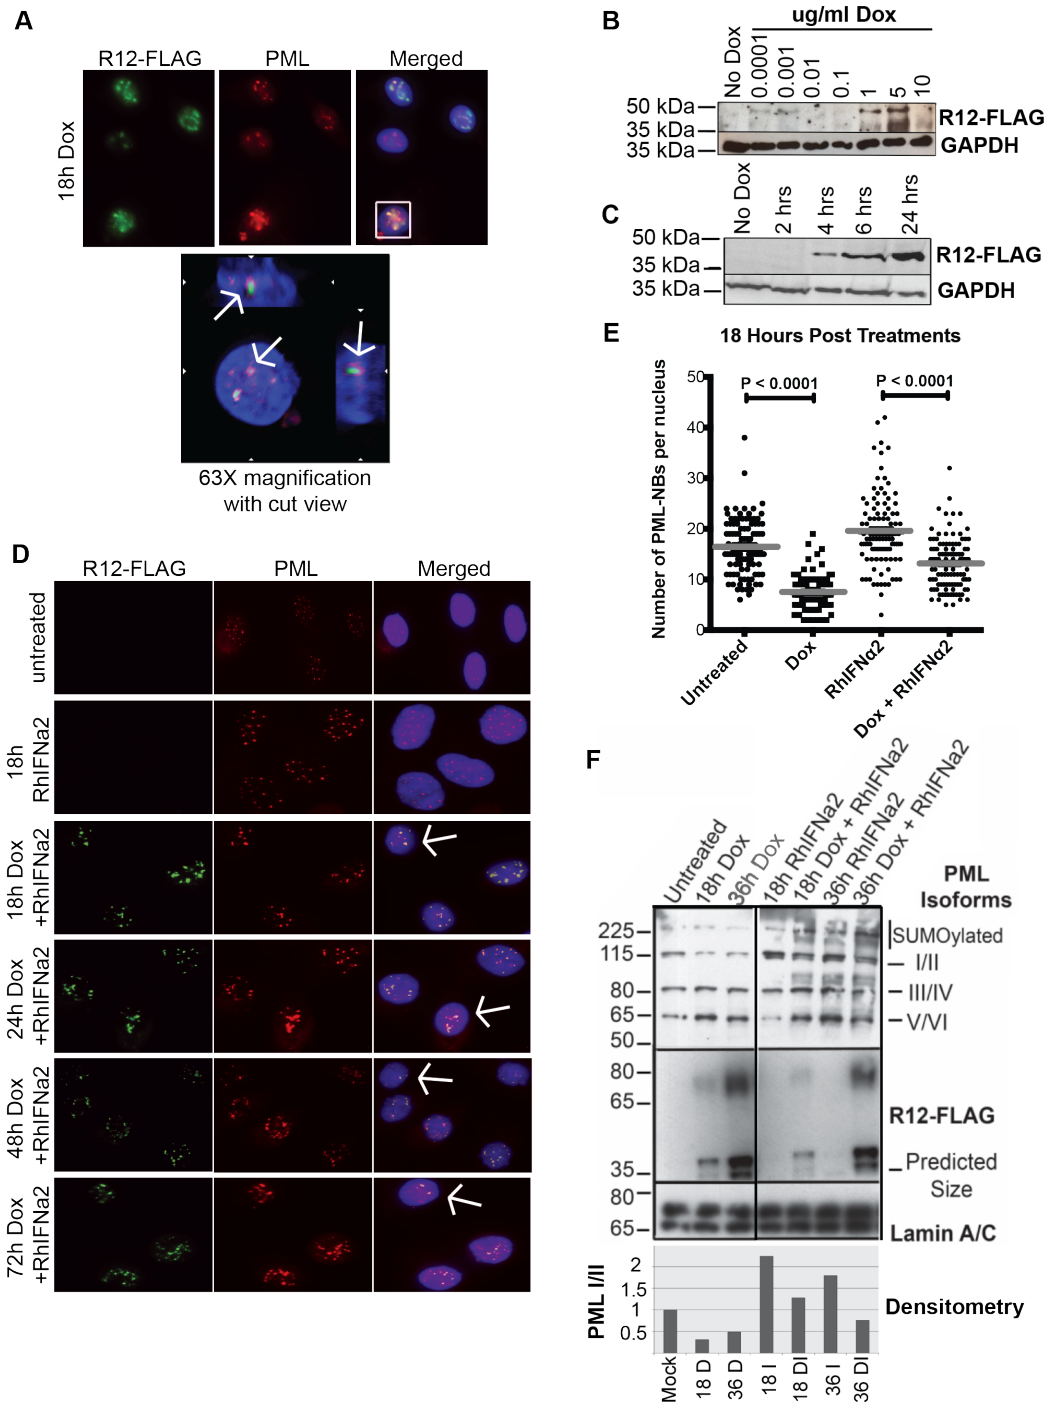 A
R12-FLAG PML Merged
18h Dox
63X magnification
with cut view
B
ug/ml Dox
No Dox 0.0001 0.001 0.01 0.1 1 5 10
50 kDa
35 kDa
R12-FLAG
35 kDa
GAPDH
C
No Dox 2 hrs 4 hrs 6 hrs 24 hrs
50 kDa
35 kDa
R12-FLAG
35 kDa
GAPDH
D
R12-FLAG PML Merged
untreated
18h
RhIFNa2
18h Dox
+RhIFNa2
24h Dox
+RhIFNa2
48h Dox
+RhIFNa2
72h Dox
+RhIFNa2
E
18 Hours Post Treatments
Number of PML-NBs per nucleus
50
40
30
20
10
0
P < 0.0001
P < 0.0001
Untreated
Dox
RhIFNα2
Dox + RhIFNα2
F
Untreated
18h Dox
36h Dox
18h RhIFNa2
18h Dox + RhIFNa2
36h RhIFNa2
36h Dox + RhIFNa2
PML
Isoforms
225
115
80
65
50
SUMOylated
I/II
III/IV
V/VI
80
65
35
R12-FLAG
Predicted
Size
80
65
Lamin A/C
PML I/II
2
1.5
1
0.5
Densitometry
Mock
18 D
36 D
18 I
18 DI
36 I
36 DI